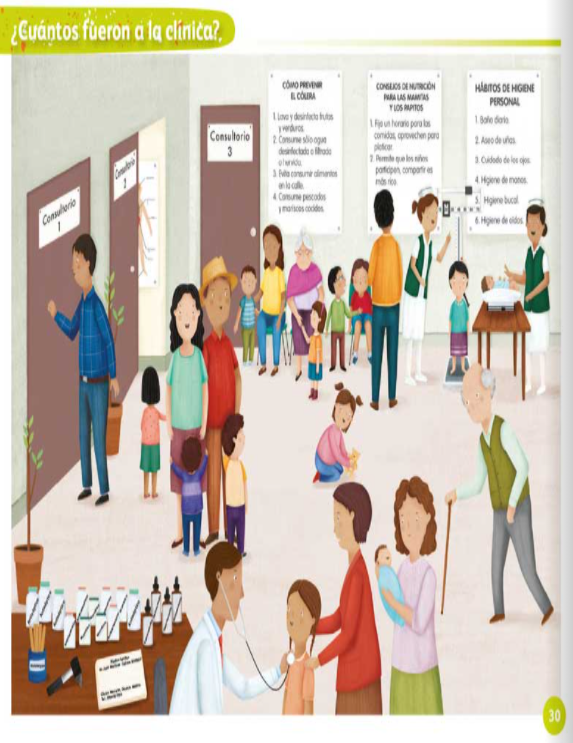 ¿Cuántos fueron a la clínica?
CÓMO PREVENIR
EL CÓLERA
1. Lava y desinfecta frutas
y verduras.
2. Consume sólo agua
desinfectada o filtrada
o hervida.
3. Evita consumir alimentos
en la calle.
4. Consume pescados
y mariscos cocidos.
CONSEJOS DE NUTRICIÓN
PARA LAS MAMITAS
Y LOS PAPITOS
1. Fija un horario para las
comidas, aprovechen para
platicar.
2. Permite que los niños
participen, compartir es
más rico.
HÁBITOS DE HIGIENE
PERSONAL
1. Baño diario.
2. Aseo de uñas.
3. Cuidado de los ojos.
4. Higiene de manos.
5. Higiene bucal.
6. Higiene de oídos.
Consultorio
1
Consultorio
2
Consultorio
3
30